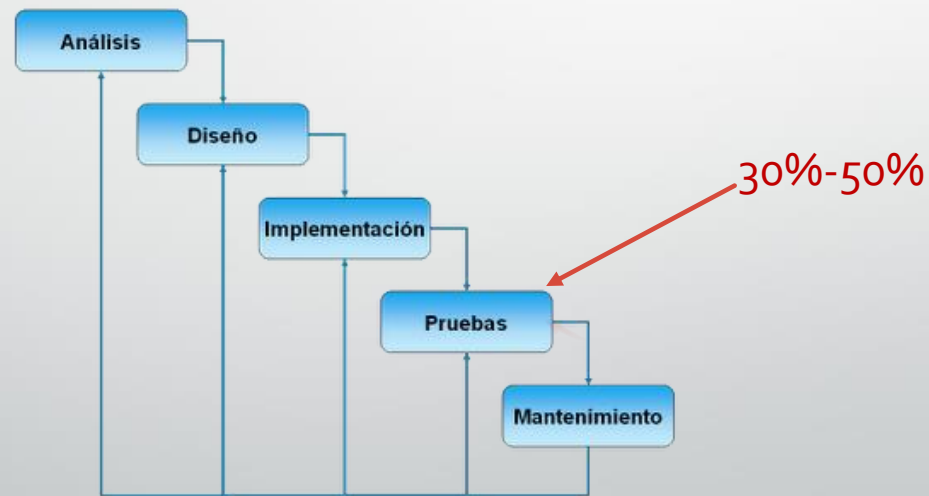 Análisis
Diseño
30%-50%
Implementación
Pruebas
Mantenimiento